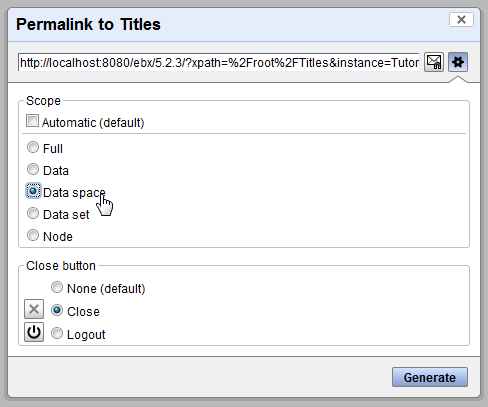 Permalink to Titles
http://localhost:8080/ebx/5.2.3/?xpath=%2Froot%2FTitles&instance=Tutor
Scope
Automatic (default)
Full
Data
Data space
Data set
Node
Close button
None (default)
Close
Logout
Generate